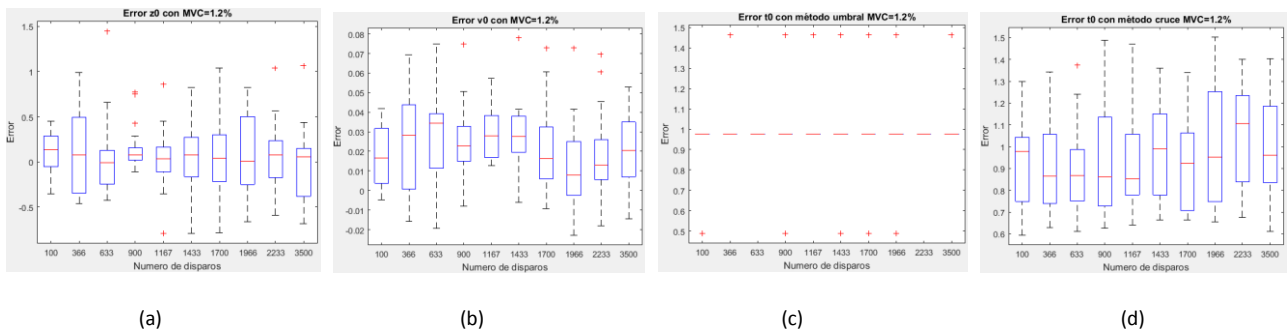 Error z0 con MVC=1.2%
1.5
1
0.5
0
-0.5
Error
100 366 633 900 1167 1433 1700 1966 2233 3500
Numero de disparos
(a)
Error v0 con MVC=1.2%
0.08
0.07
0.06
0.05
0.04
0.03
0.02
0.01
0
-0.01
-0.02
Error
100 366 633 900 1167 1433 1700 1966 2233 3500
Numero de disparos
(b)
Error t0 con mètodo umbral MVC=1.2%
1.5
1.4
1.3
1.2
1.1
1
0.9
0.8
0.7
0.6
0.5
Error
100 366 633 900 1167 1433 1700 1966 2233 3500
Numero de disparos
(c)
Error t0 con mètodo cruce MVC=1.2%
1.5
1.4
1.3
1.2
1.1
1
0.9
0.8
0.7
0.6
Error
100 366 633 900 1167 1433 1700 1966 2233 3500
Numero de disparos
(d)